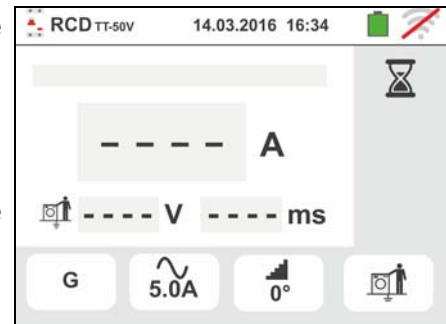 RCD TT-50V 14.03.2016 16:34
- - - - A
- - - - V - - - - ms
G 5.0A 0°